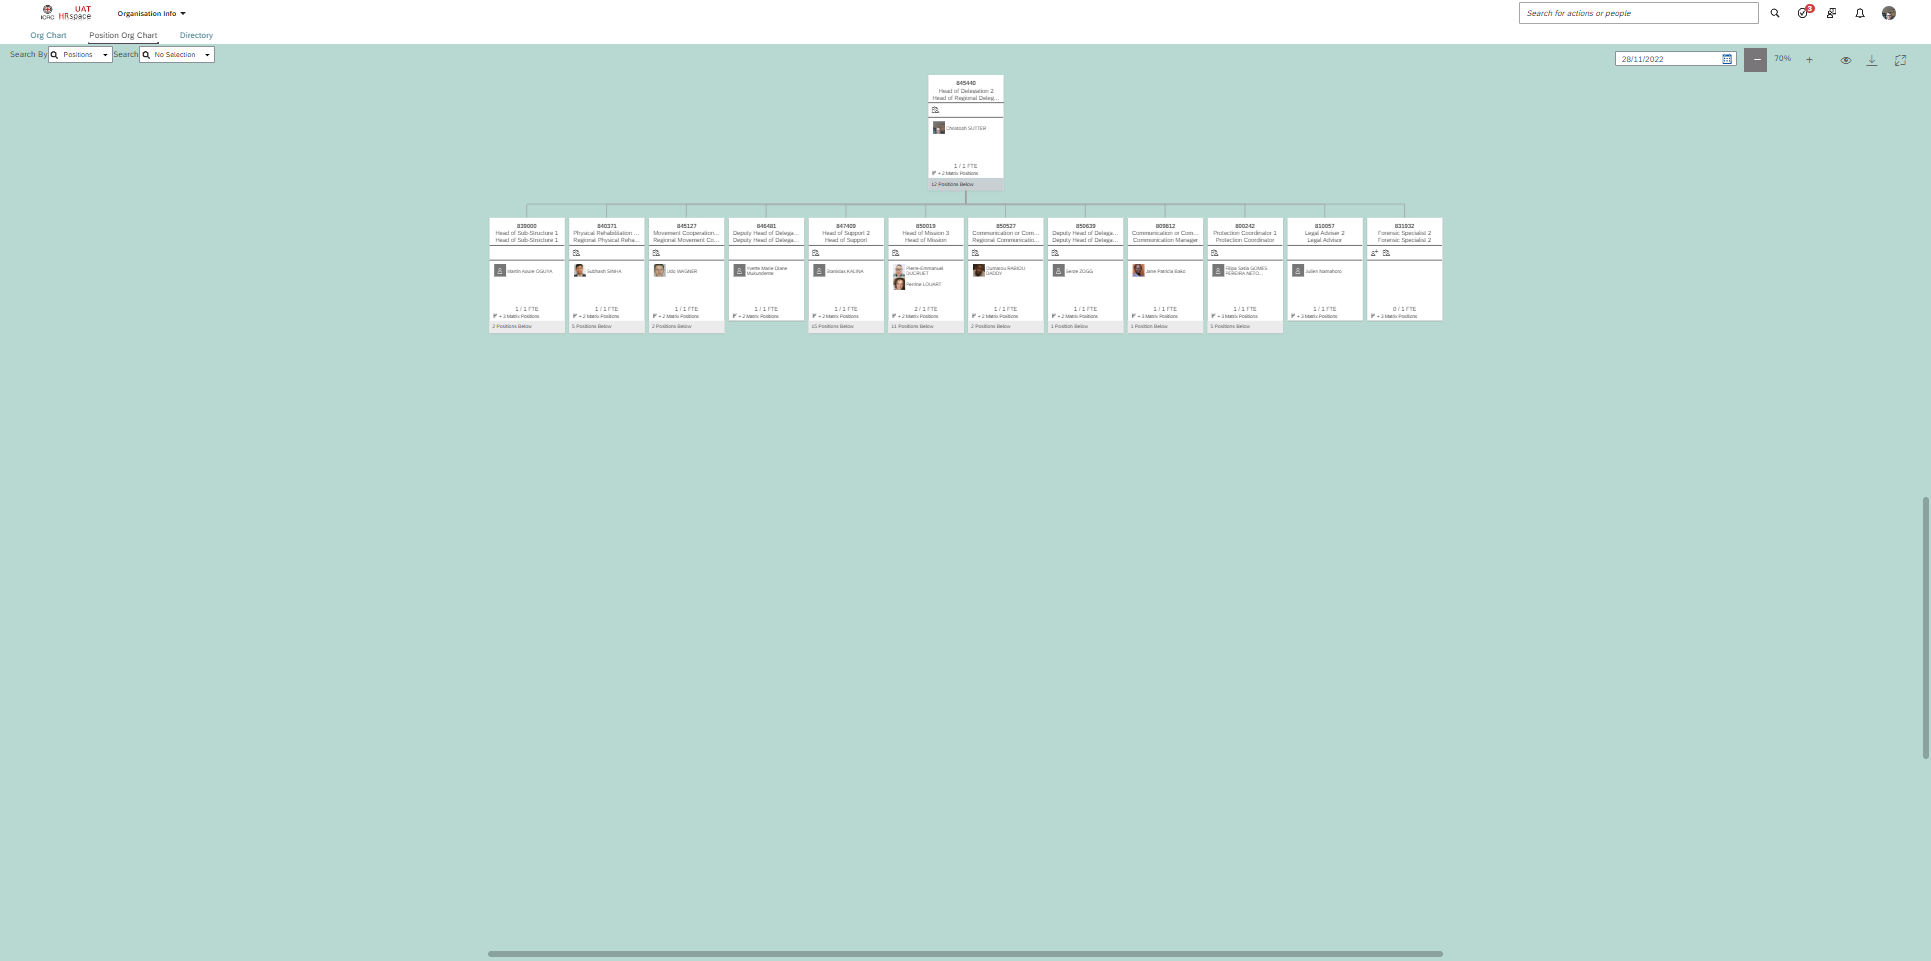 ICRC
UAT
HRspace
Organisation Info
Search for actions or people
3
Org Chart
Position Org Chart
Directory
Search By
Positions
Search
No Selection
28/11/2022
70%
845440
Head of Delegation 2
Head of Regional Deleg...
Christoph SUTTER
1 / 1 FTE
+ 2 Matrix Positions
12 Positions Below
839000
Head of Sub-Structure 1
Head of Sub-Structure 1
Martin Azuve OGUYA
1 / 1 FTE
+ 2 Matrix Positions
2 Positions Below
840371
Physical Rehabilitation ...
Regional Physical Reha...
Subhash SINHA
1 / 1 FTE
+ 2 Matrix Positions
5 Positions Below
845127
Movement Cooperation...
Regional Movement Co...
Udo WAGNER
1 / 1 FTE
+ 2 Matrix Positions
2 Positions Below
846481
Deputy Head of Delega...
Deputy Head of Delega...
Yvette Marie Diane
Mukundente
1 / 1 FTE
+ 2 Matrix Positions
847409
Head of Support 2
Head of Support
Stanislas KALINA
1 / 1 FTE
+ 2 Matrix Positions
15 Positions Below
850019
Head of Mission 3
Head of Mission
Pierre-Emmanuel
DUCRUET
Perrine LOUART
2 / 1 FTE
+ 2 Matrix Positions
11 Positions Below
850527
Communication or Com...
Regional Communicatio...
Oumarou RABIOU
DADDY
1 / 1 FTE
+ 2 Matrix Positions
2 Positions Below
850639
Deputy Head of Delega...
Deputy Head of Delega...
Serge ZOGG
1 / 1 FTE
+ 2 Matrix Positions
1 Position Below
809812
Communication or Com...
Communication Manager
Jane Patricia Bako
1 / 1 FTE
+ 3 Matrix Positions
1 Position Below
800242
Protection Coordinator 1
Protection Coordinator
Filipa Satie GOMES
PEREIRA NETO...
1 / 1 FTE
+ 3 Matrix Positions
5 Positions Below
810057
Legal Adviser 2
Legal Advisor
Julien
1 / 1 FTE
+ 3 Matrix Positions
831932
Forensic Specialist 2
Forensic Specialist 2
0 / 1 FTE
+ 3 Matrix Positions